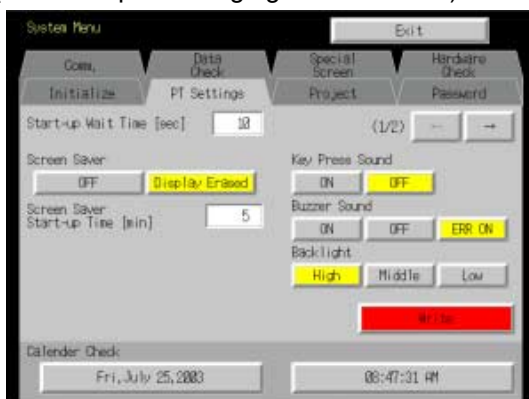 System Menu
Exit
Comm.
Data Check
Special Screen
Hardware Check
Initialize
PT Settings
Project
Password
Start-up Wait Time [sec]
10
(1/2)
←
→
Screen Saver
OFF
Display Erased
Key Press Sound
ON
OFF
Screen Saver
Start-up Time [min]
5
Buzzer Sound
ON
OFF
ERR ON
Backlight
High
Middle
Low
Write
Calender Check
Fri,July 25,2003
08:47:31 AM